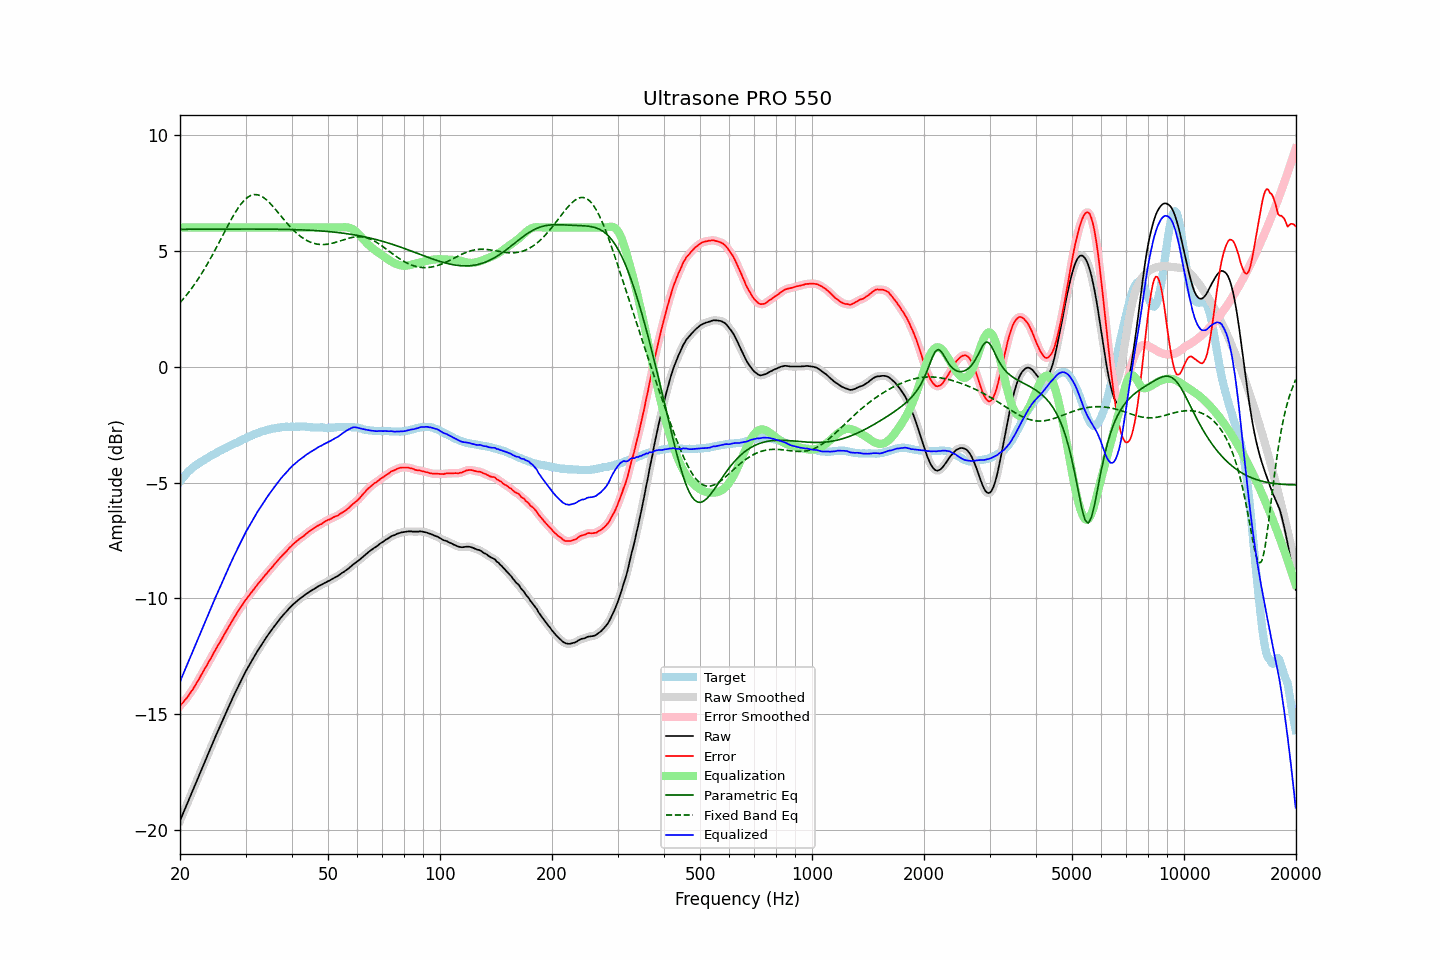 Ultrasone PRO 550
10
5
0
−5
−10
−15
−20
Amplitude (dBr)
Target
Raw Smoothed
Error Smoothed
Raw
Error
Equalization
Parametric Eq
Fixed Band Eq
Equalized
20 50 100 200 500 1000 2000 5000 10000 20000
Frequency (Hz)